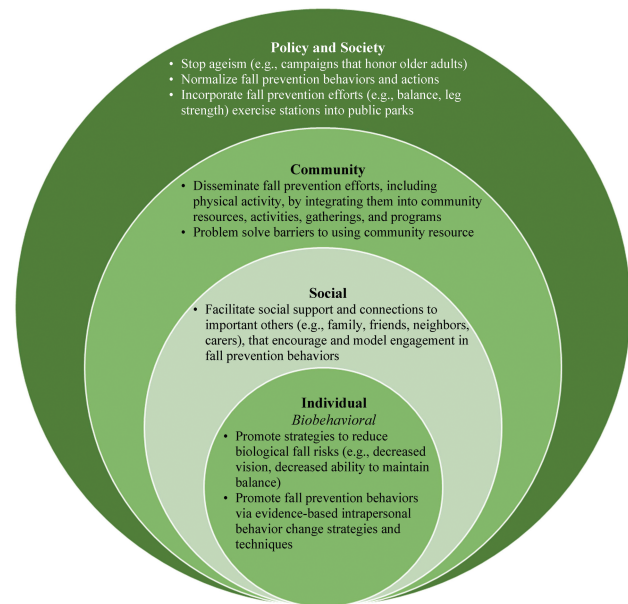 Policy and Society
• Stop ageism (e.g., campaigns that honor older adults)
• Normalize fall prevention behaviors and actions
• Incorporate fall prevention efforts (e.g., balance, leg
strength) exercise stations into public parks
Community
• Disseminate fall prevention efforts, including
physical activity, by integrating them into community
resources, activities, gatherings, and programs
• Problem solve barriers to using community resource
Social
• Facilitate social support and connections to
important others (e.g., family, friends, neighbors,
carers), that encourage and model engagement in
fall prevention behaviors
Individual
Biobehavioral
• Promote strategies to reduce
biological fall risks (e.g., decreased
vision, decreased ability to maintain
balance)
• Promote fall prevention behaviors
via evidence-based intrapersonal
behavior change strategies and
techniques